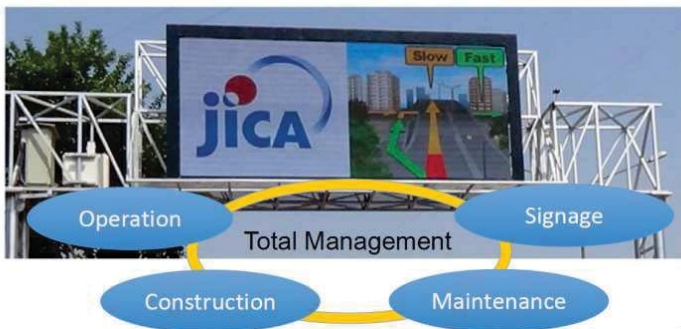 jICA
Slow
Fast
Operation
Signage
Total Management
Construction
Maintenance